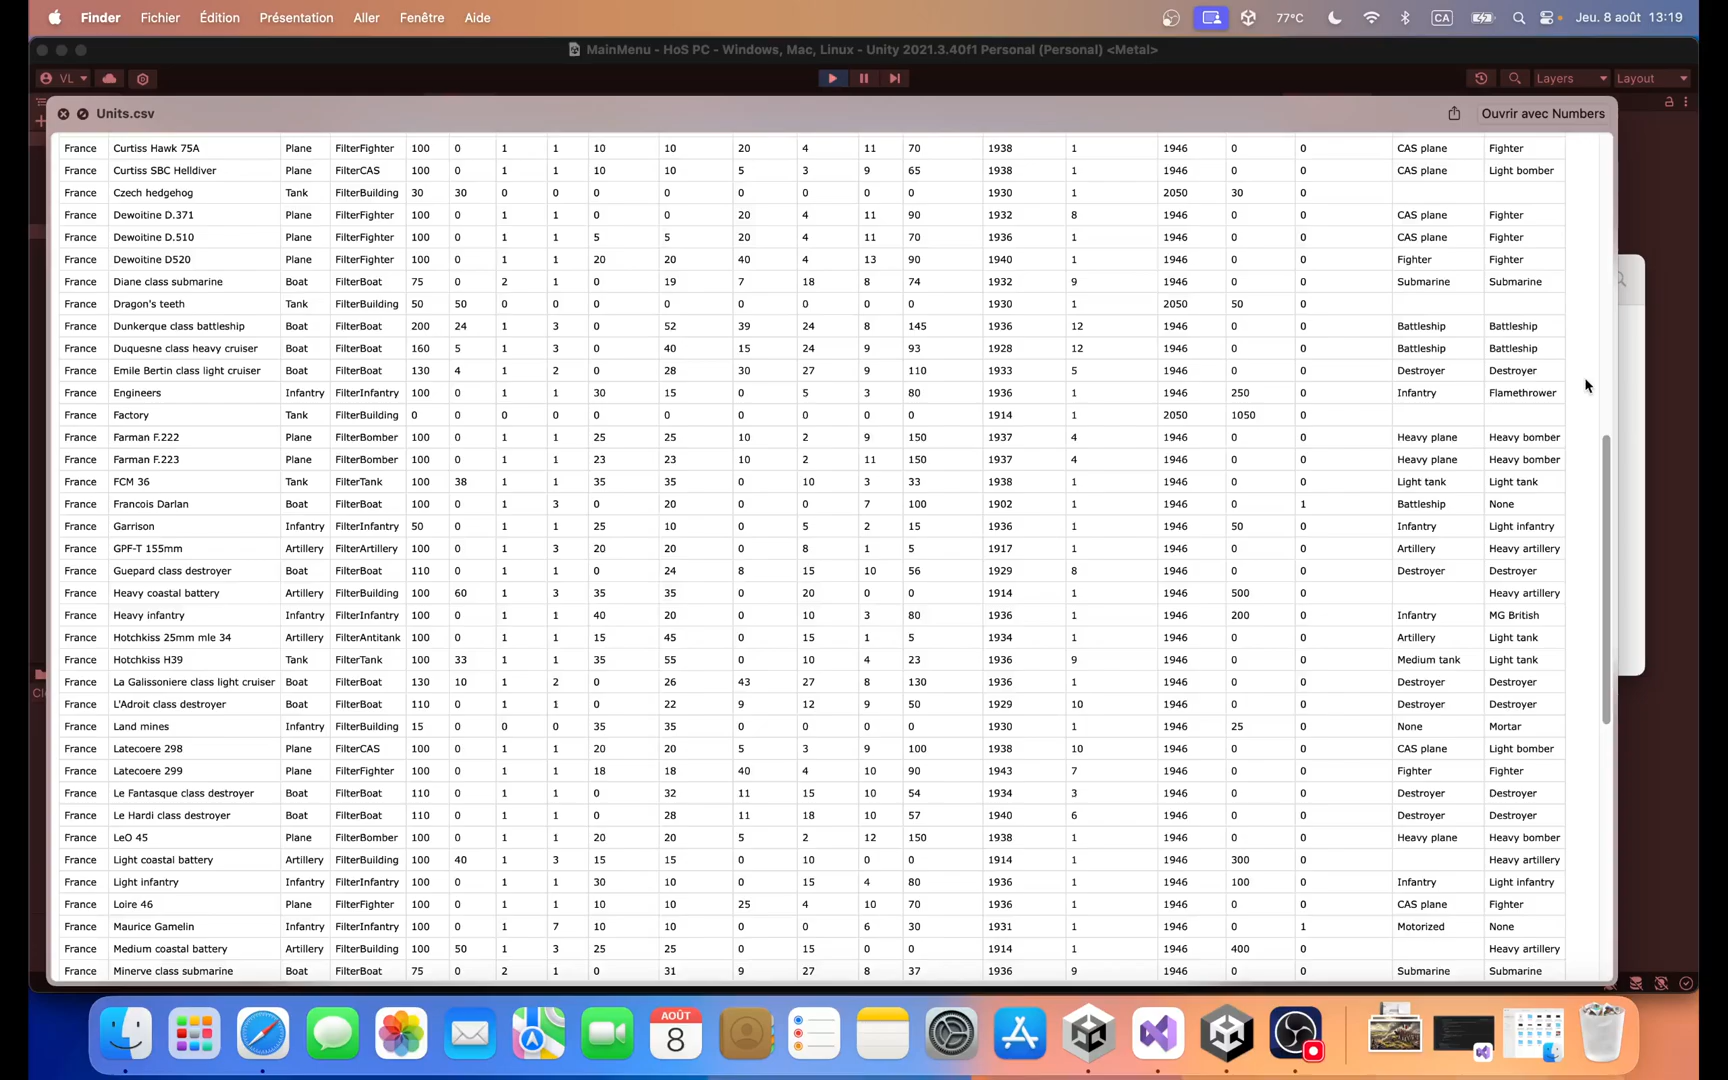 Finder Fichier Édition Présentation Aller Fenêtre Aide 77°C CA Jeu. 8 août 13:19
MainMenu - HoS PC - Windows, Mac, Linux - Unity 2021.3.40f1 Personal (Personal) <Metal>
VL Layers Layout
Units.csv Ouvrir avec Numbers
France Curtiss Hawk 75A Plane FilterFighter 100 0 1 1 10 10 20 4 11 70 1938 1 1946 0 0 CAS plane Fighter
France Curtiss SBC Helldiver Plane FilterCAS 100 0 1 1 10 10 5 3 9 65 1938 1 1946 0 0 CAS plane Light bomber
France Czech hedgehog Tank FilterBuilding 30 30 0 0 0 0 0 0 0 0 1930 1 2050 30 0
France Dewoitine D.371 Plane FilterFighter 100 0 1 1 0 0 20 4 11 90 1932 8 1946 0 0 CAS plane Fighter
France Dewoitine D.510 Plane FilterFighter 100 0 1 1 5 5 20 4 11 70 1936 1 1946 0 0 CAS plane Fighter
France Dewoitine D520 Plane FilterFighter 100 0 1 1 20 20 40 4 13 90 1940 1 1946 0 0 Fighter Fighter
France Diane class submarine Boat FilterBoat 75 0 2 1 0 19 7 18 8 74 1932 9 1946 0 0 Submarine Submarine
France Dragon's teeth Tank FilterBuilding 50 50 0 0 0 0 0 0 0 0 1930 1 2050 50 0
France Dunkerque class battleship Boat FilterBoat 200 24 1 3 0 52 39 24 8 145 1936 12 1946 0 0 Battleship Battleship
France Duquesne class heavy cruiser Boat FilterBoat 160 5 1 3 0 40 15 24 9 93 1928 12 1946 0 0 Battleship Battleship
France Emile Bertin class light cruiser Boat FilterBoat 130 4 1 2 0 28 30 27 9 110 1933 5 1946 0 0 Destroyer Destroyer
France Engineers Infantry FilterInfantry 100 0 1 1 30 15 0 5 3 80 1936 1 1946 250 0 Infantry Flamethrower
France Factory Tank FilterBuilding 0 0 0 0 0 0 0 0 0 0 1914 1 2050 1050 0
France Farman F.222 Plane FilterBomber 100 0 1 1 25 25 10 2 9 150 1937 4 1946 0 0 Heavy plane Heavy bomber
France Farman F.223 Plane FilterBomber 100 0 1 1 23 23 10 2 11 150 1937 4 1946 0 0 Heavy plane Heavy bomber
France FCM 36 Tank FilterTank 100 38 1 1 35 35 0 10 3 33 1938 1 1946 0 0 Light tank Light tank
France Francois Darlan Boat FilterBoat 100 0 1 3 0 20 0 0 7 100 1902 1 1946 0 1 Battleship None
France Garrison Infantry FilterInfantry 50 0 1 1 25 10 0 5 2 15 1936 1 1946 50 0 Infantry Light infantry
France GPF-T 155mm Artillery FilterArtillery 100 0 1 3 20 20 0 8 1 5 1917 1 1946 0 0 Artillery Heavy artillery
France Guepard class destroyer Boat FilterBoat 110 0 1 1 0 24 8 15 10 56 1929 8 1946 0 0 Destroyer Destroyer
France Heavy coastal battery Artillery FilterBuilding 100 60 1 3 35 35 0 20 0 0 1914 1 1946 500 0 Heavy artillery
France Heavy infantry Infantry FilterInfantry 100 0 1 1 40 20 0 10 3 80 1936 1 1946 200 0 Infantry MG British
France Hotchkiss 25mm mle 34 Artillery FilterAntitank 100 0 1 1 15 45 0 15 1 5 1934 1 1946 0 0 Artillery Light tank
France Hotchkiss H39 Tank FilterTank 100 33 1 1 35 55 0 10 4 23 1936 9 1946 0 0 Medium tank Light tank
France La Galissoniere class light cruiser Boat FilterBoat 130 10 1 2 0 26 43 27 8 130 1936 1 1946 0 0 Destroyer Destroyer
France L'Adroit class destroyer Boat FilterBoat 110 0 1 1 0 22 9 12 9 50 1929 10 1946 0 0 Destroyer Destroyer
France Land mines Infantry FilterBuilding 15 0 0 0 35 35 0 0 0 0 1930 1 1946 25 0 None Mortar
France Latecoere 298 Plane FilterCAS 100 0 1 1 20 20 5 3 9 100 1938 10 1946 0 0 CAS plane Light bomber
France Latecoere 299 Plane FilterFighter 100 0 1 1 18 18 40 4 10 90 1943 7 1946 0 0 Fighter Fighter
France Le Fantasque class destroyer Boat FilterBoat 110 0 1 1 0 32 11 15 10 54 1934 3 1946 0 0 Destroyer Destroyer
France Le Hardi class destroyer Boat FilterBoat 110 0 1 1 0 28 11 18 10 57 1940 6 1946 0 0 Destroyer Destroyer
France LeO 45 Plane FilterBomber 100 0 1 1 20 20 5 2 12 150 1938 1 1946 0 0 Heavy plane Heavy bomber
France Light coastal battery Artillery FilterBuilding 100 40 1 3 15 15 0 10 0 0 1914 1 1946 300 0 Heavy artillery
France Light infantry Infantry FilterInfantry 100 0 1 1 30 10 0 15 4 80 1936 1 1946 100 0 Infantry Light infantry
France Loire 46 Plane FilterFighter 100 0 1 1 10 10 25 4 10 70 1936 1 1946 0 0 CAS plane Fighter
France Maurice Gamelin Infantry FilterInfantry 100 0 1 7 10 10 0 0 6 30 1931 1 1946 0 1 Motorized None
France Medium coastal battery Artillery FilterBuilding 100 50 1 3 25 25 0 15 0 0 1914 1 1946 400 0 Heavy artillery
France Minerve class submarine Boat FilterBoat 75 0 2 1 0 31 9 27 8 37 1936 9 1946 0 0 Submarine Submarine
AOÛT
8